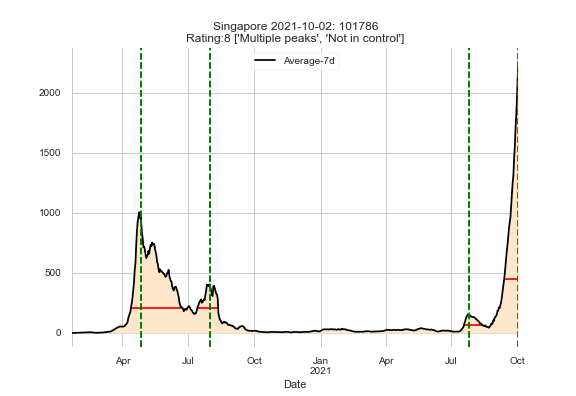 Singapore 2021-10-02: 101786
Rating:8 ['Multiple peaks', 'Not in control']
Average-7d
2000
1500
1000
500
0
Apr Jul Oct Jan Apr Jul Oct
2021
Date